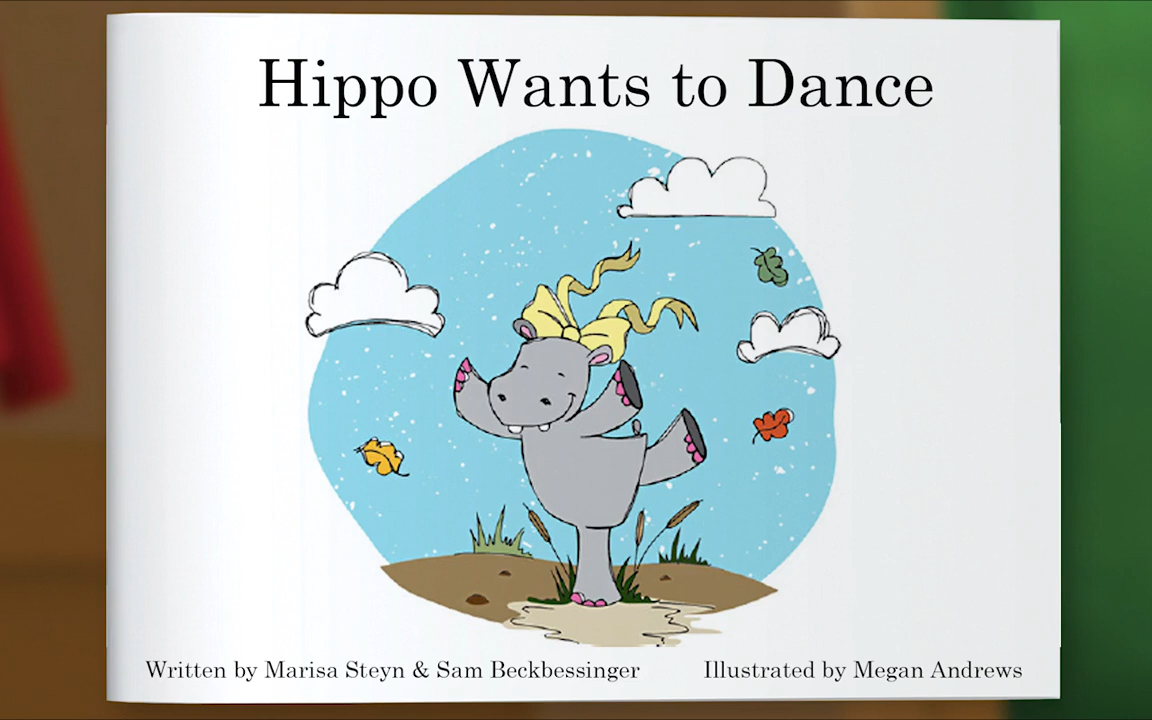 Hippo Wants to Dance
Written by Marisa Steyn & Sam Beckbessinger
Illustrated by Megan Andrews